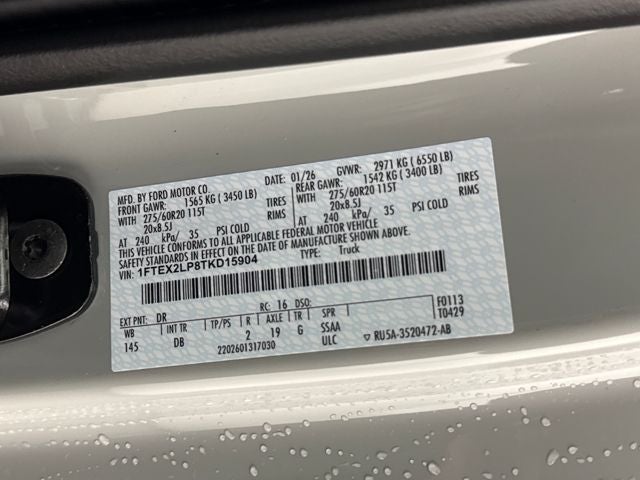 MFD. BY FORD MOTOR CO.
DATE: 01/26 GVWR: 2971 KG ( 6550 LB)
FRONT GAWR: 1565 KG ( 3450 LB) REAR GAWR: 1542 KG ( 3400 LB)
WITH 275/60R20 115T TIRES WITH 275/60R20 115T TIRES
20x8.5J RIMS 20x8.5J RIMS
AT 240 kPa/ 35 PSI COLD AT 240 kPa/ 35 PSI COLD
THIS VEHICLE CONFORMS TO ALL APPLICABLE FEDERAL MOTOR VEHICLE
SAFETY STANDARDS IN EFFECT ON THE DATE OF MANUFACTURE SHOWN ABOVE.
VIN: 1FTEX2LP8TKD15904 TYPE: Truck
EXT PNT: DR RC: 16 DSO: F0113
WB INT TR TP/PS R AXLE TR SPR T0429
145 DB 2 19 G SSAA
2202601317030 ULC RU5A-3520472-AB